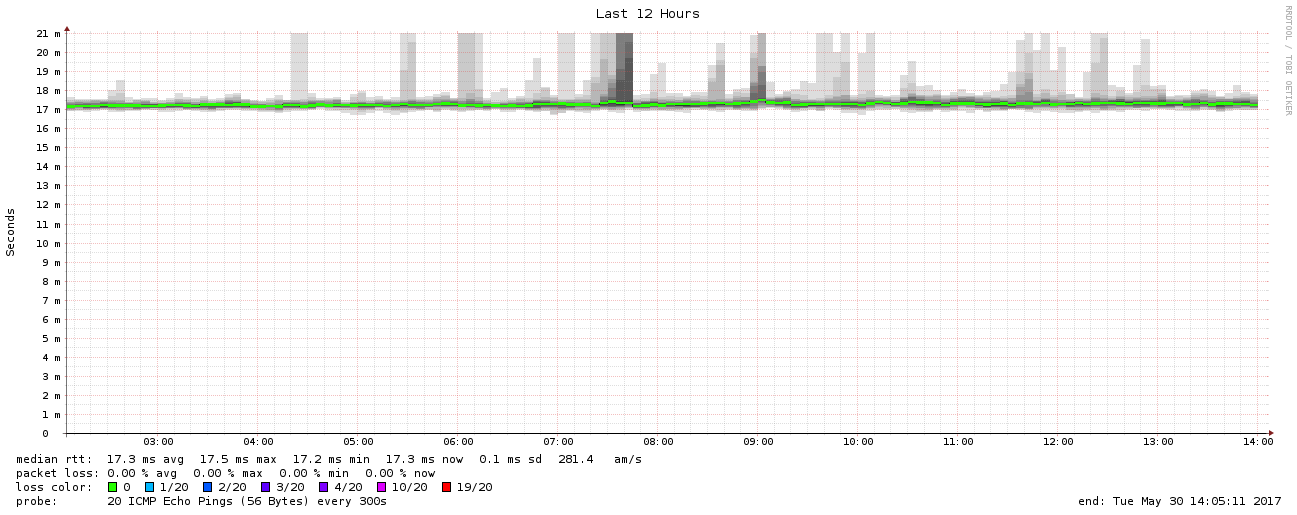 Last 12 Hours
RRDTOOL / TOBI OETIKER
Seconds
21 m
20 m
19 m
18 m
17 m
16 m
15 m
14 m
13 m
12 m
11 m
10 m
9 m
8 m
7 m
6 m
5 m
4 m
3 m
2 m
1 m
0
03:00 04:00 05:00 06:00 07:00 08:00 09:00 10:00 11:00 12:00 13:00 14:00
median rtt: 17.3 ms avg 17.5 ms max 17.2 ms min 17.3 ms now 0.1 ms sd 281.4 am/s
packet loss: 0.00 % avg 0.00 % max 0.00 % min 0.00 % now
loss color: 0 1/20 2/20 3/20 4/20 10/20 19/20
probe: 20 ICMP Echo Pings (56 Bytes) every 300s end: Tue May 30 14:05:11 2017